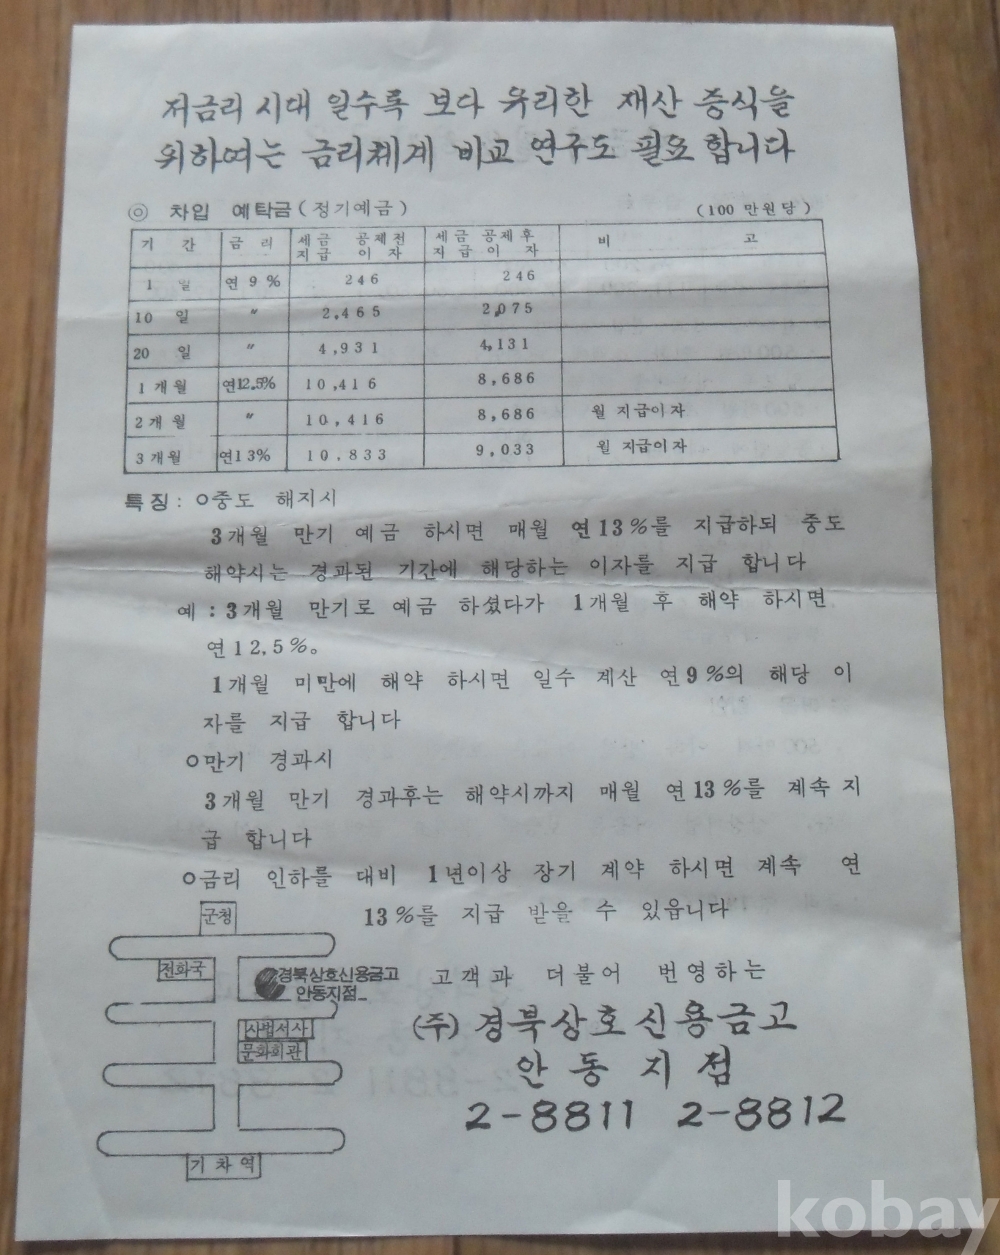 저금리 시대 일수록 보다 유리한 재산 증식을
위하여는 금리체계 비교 연구도 필요 합니다
◎ 차입 예탁금 (정기예금) (100 만원당)
기 간 금 리 세금 공제전 지급 이자 세금 공제후 지급 이자 비 고
1 일 연 9 % 246 246
10 일 〃 2,465 2,075
20 일 〃 4,931 4,131
1 개월 연12.5% 10,416 8,686
2 개월 〃 10,416 8,686 월 지급이자
3 개월 연13% 10.833 9,033 월 지급이자
특징 : ○중도 해지시
3개월 만기 예금 하시면 매월 연13%를 지급하되 중도
해약시는 경과된 기간에 해당하는 이자를 지급 합니다
예 : 3개월 만기로 예금 하셨다가 1개월 후 해약 하시면
연12,5%。
1개월 미만에 해약 하시면 일수 계산 연9%의 해당 이
자를 지급 합니다
○만기 경과시
3개월 만기 경과후는 해약시까지 매월 연13%를 계속 지
급 합니다
○금리 인하를 대비 1년이상 장기 계약 하시면 계속 연
13%를 지급 받을 수 있읍니다
군청
전화국
경북상호신용금고
안동지점
사법서사
문화회관
기차역
고객과 더불어 번영하는
(주) 경북상호신용금고
안동지점
2-8811 2-8812
kobay